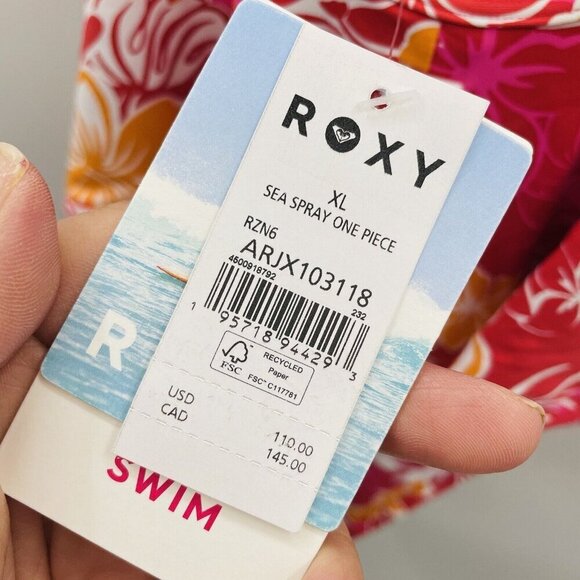 ROXY
XL
SEA SPRAY ONE PIECE
RZN6
ARJX103118
4500918792
232
1 95718 94429 3
FSC
RECYCLED
Paper
FSC® C117781
USD 110.00
CAD 145.00
R
SWIM